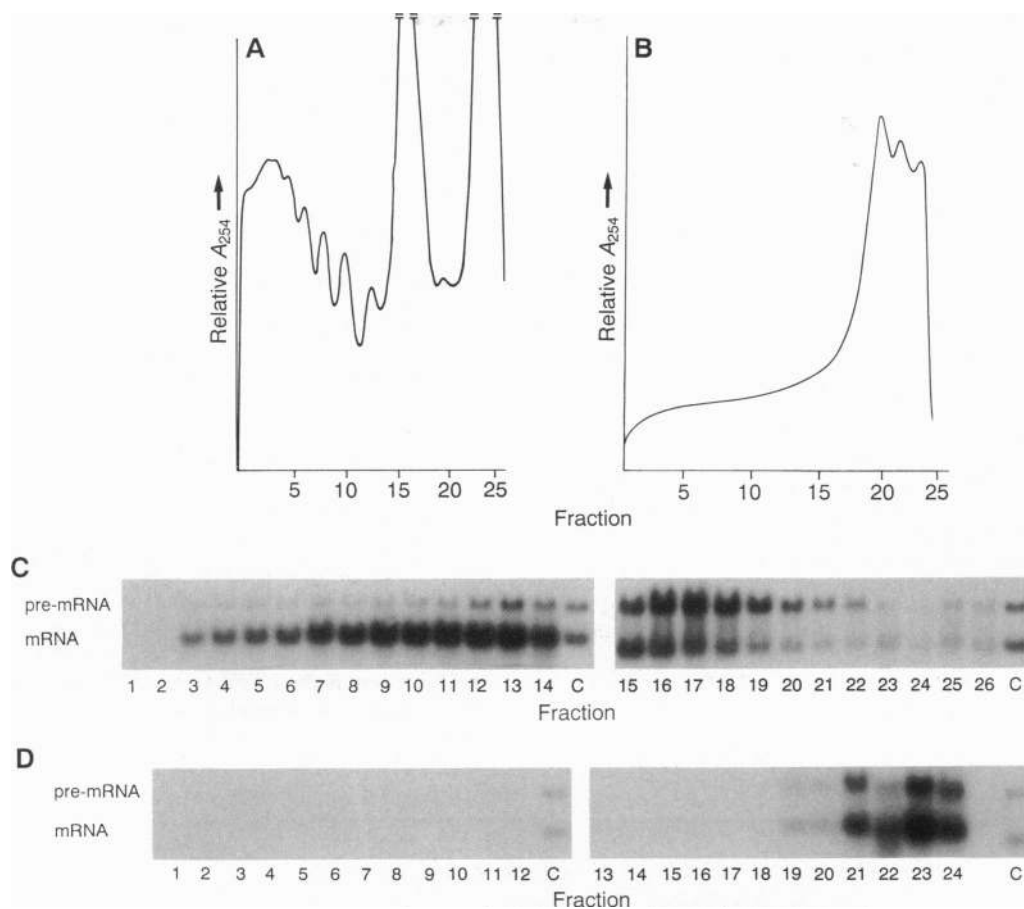 A
B
Relative A254
Relative A254
5 10 15 20 25
5 10 15 20 25
Fraction
C
pre-mRNA
mRNA
1 2 3 4 5 6 7 8 9 10 11 12 13 14 C 15 16 17 18 19 20 21 22 23 24 25 26 C
Fraction
D
pre-mRNA
mRNA
1 2 3 4 5 6 7 8 9 10 11 12 C 13 14 15 16 17 18 19 20 21 22 23 24 C
Fraction